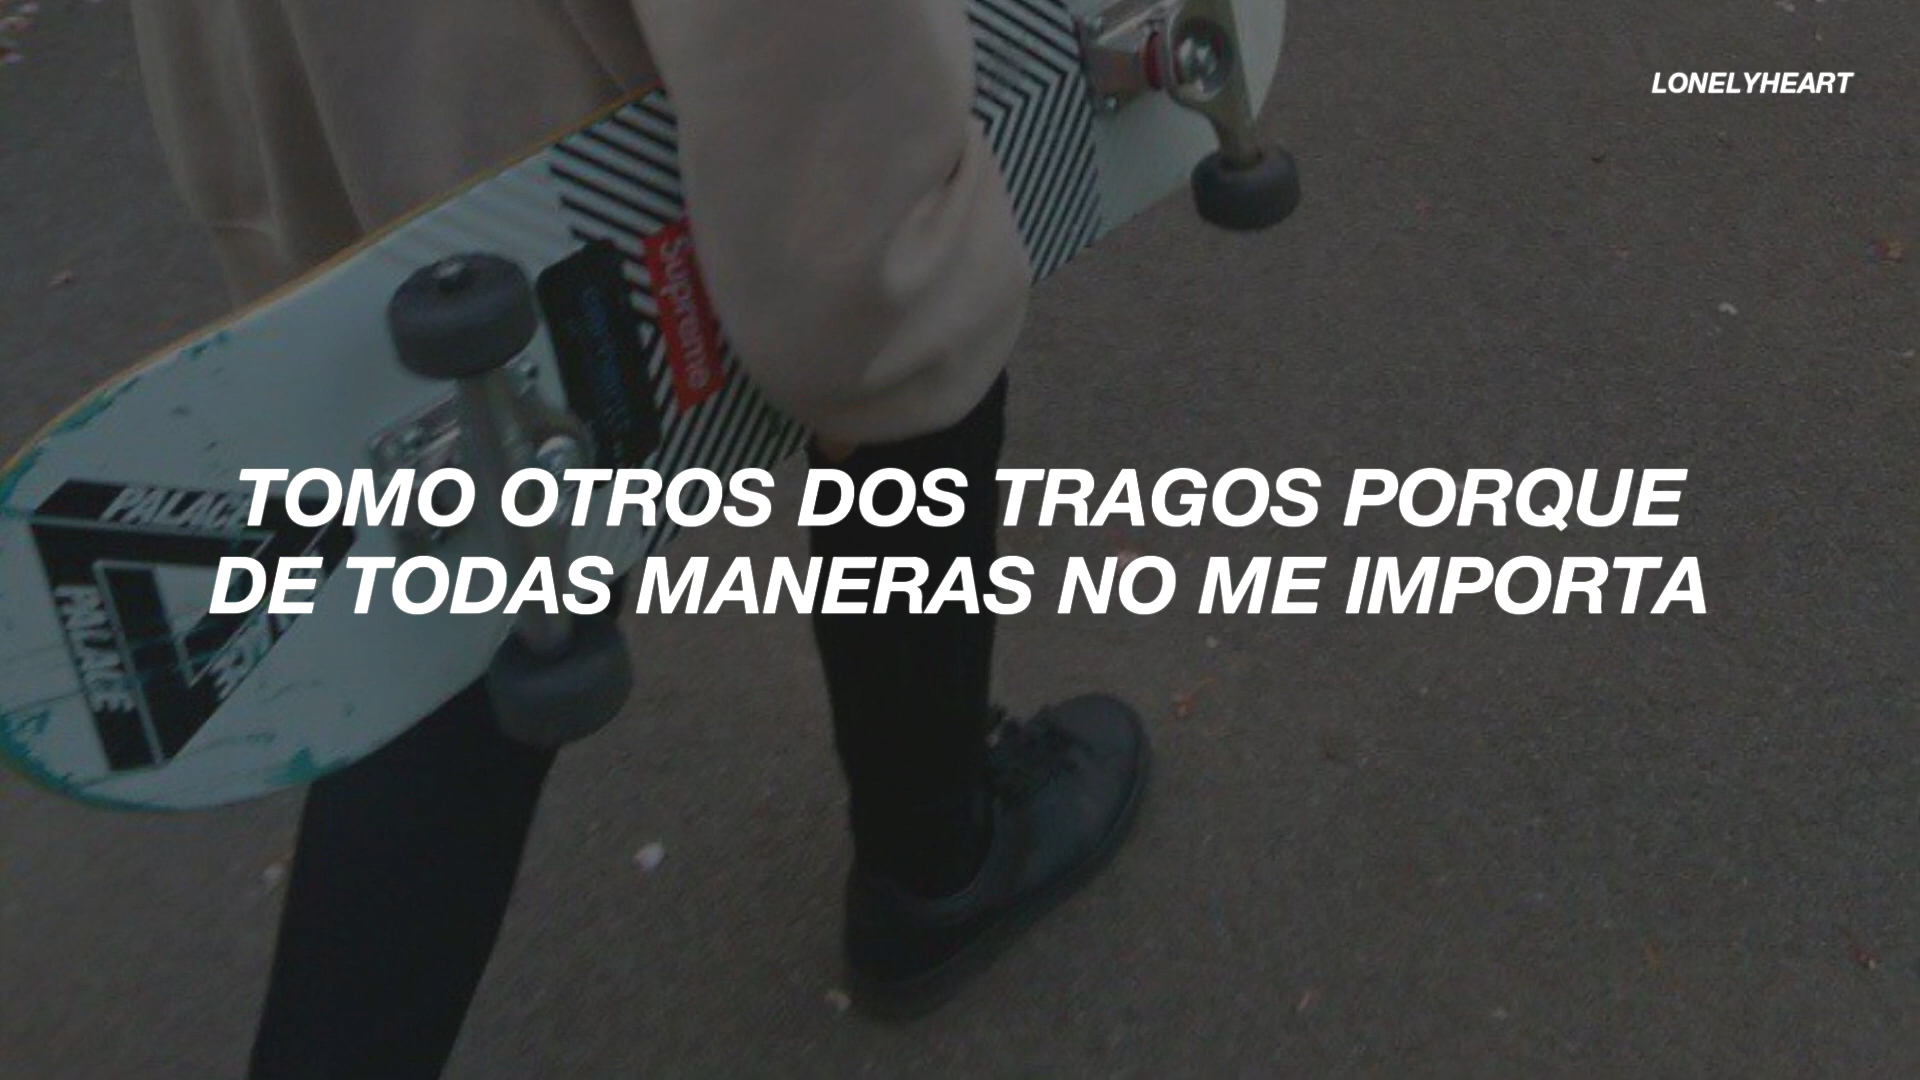 LONELYHEART
Supreme
TOMO OTROS DOS TRAGOS PORQUE
DE TODAS MANERAS NO ME IMPORTA
PALACE
PALACE